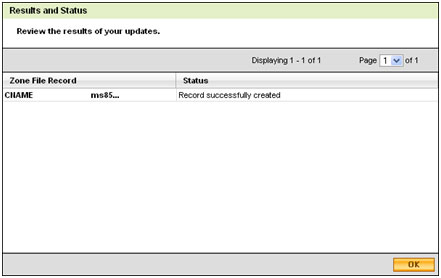 Results and Status
Review the results of your updates.
Displaying 1 - 1 of 1 Page 1 of 1
Zone File Record Status
CNAME ms85... Record successfully created
OK